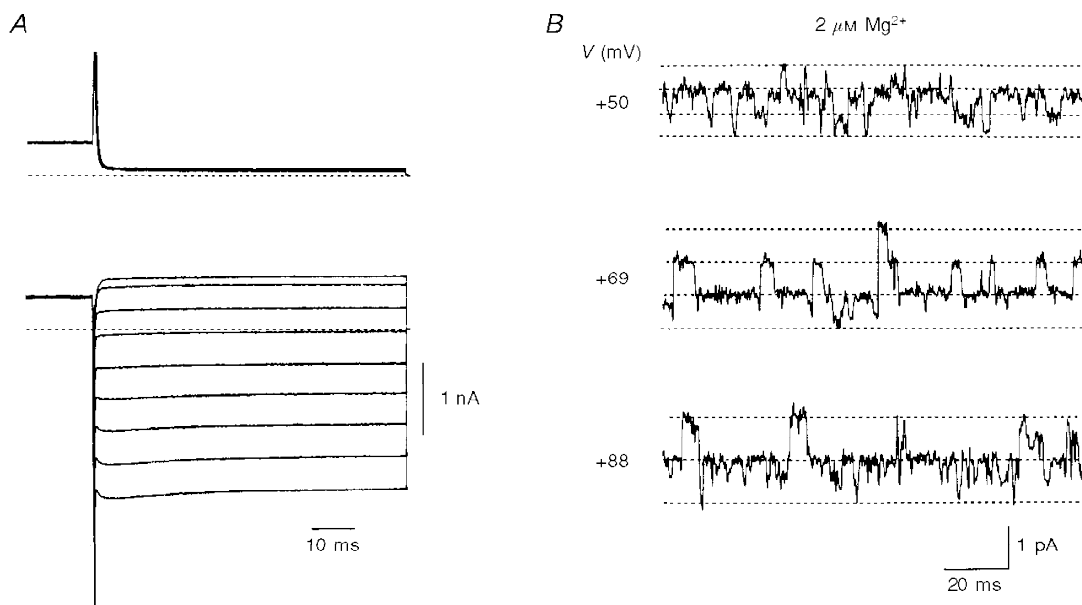 A
1 nA
10 ms
B
2 μM Mg²⁺
V (mV)
+50
+69
+88
1 pA
20 ms